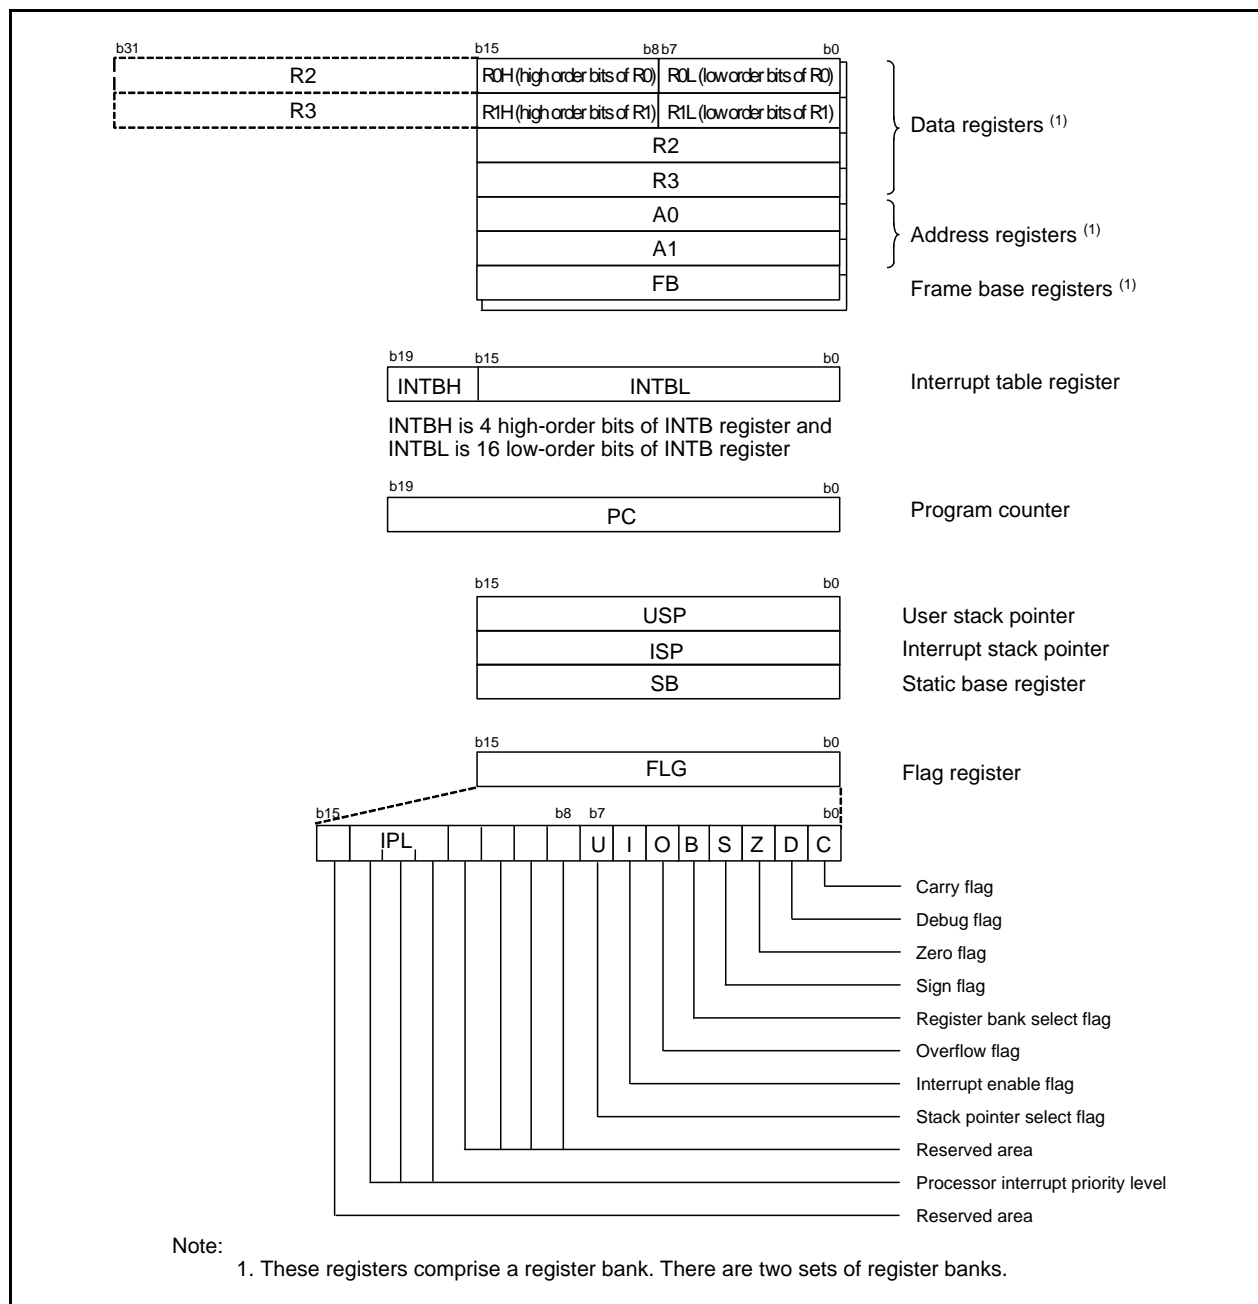 b31 b15 b8 b7 b0
R2 R0H (high order bits of R0) R0L (low order bits of R0)
R3 R1H (high order bits of R1) R1L (low order bits of R1)
Data registers (1)
R2
R3
A0
Address registers (1)
A1
FB
Frame base registers (1)
b19 b15 b0
INTBH INTBL Interrupt table register
INTBH is 4 high-order bits of INTB register and
INTBL is 16 low-order bits of INTB register
b19 b0
PC Program counter
b15 b0
USP User stack pointer
ISP Interrupt stack pointer
SB Static base register
b15 b0
FLG Flag register
b15 b8 b7 b0
IPL U I O B S Z D C
Carry flag
Debug flag
Zero flag
Sign flag
Register bank select flag
Overflow flag
Interrupt enable flag
Stack pointer select flag
Reserved area
Processor interrupt priority level
Reserved area
Note:
1. These registers comprise a register bank. There are two sets of register banks.